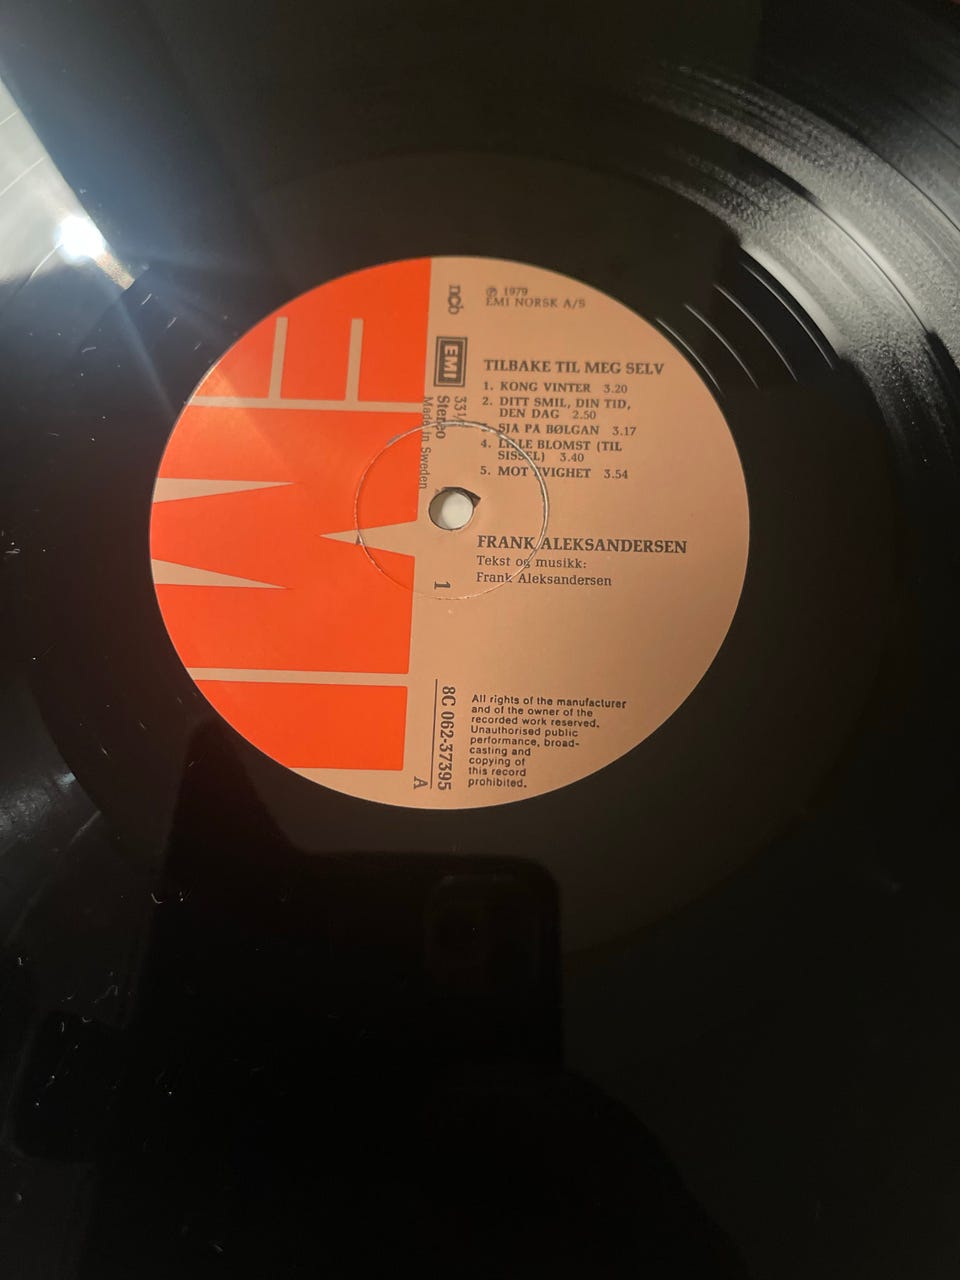 ℗ 1979
EMI NORSK A/S
ncb
EMI
33⅓
Stereo
Made in Sweden
TILBAKE TIL MEG SELV
1. KONG VINTER 3.20
2. DITT SMIL, DIN TID,
DEN DAG 2.50
3. SJA PÅ BØLGAN 3.17
4. LILLE BLOMST (TIL
SISSEL) 3.40
5. MOT EVIGHET 3.54
FRANK ALEKSANDERSEN
Tekst og musikk:
Frank Aleksandersen
1
8C 062-37395
A
All rights of the manufacturer
and of the owner of the
recorded work reserved.
Unauthorised public
performance, broad-
casting and
copying of
this record
prohibited.
EMI